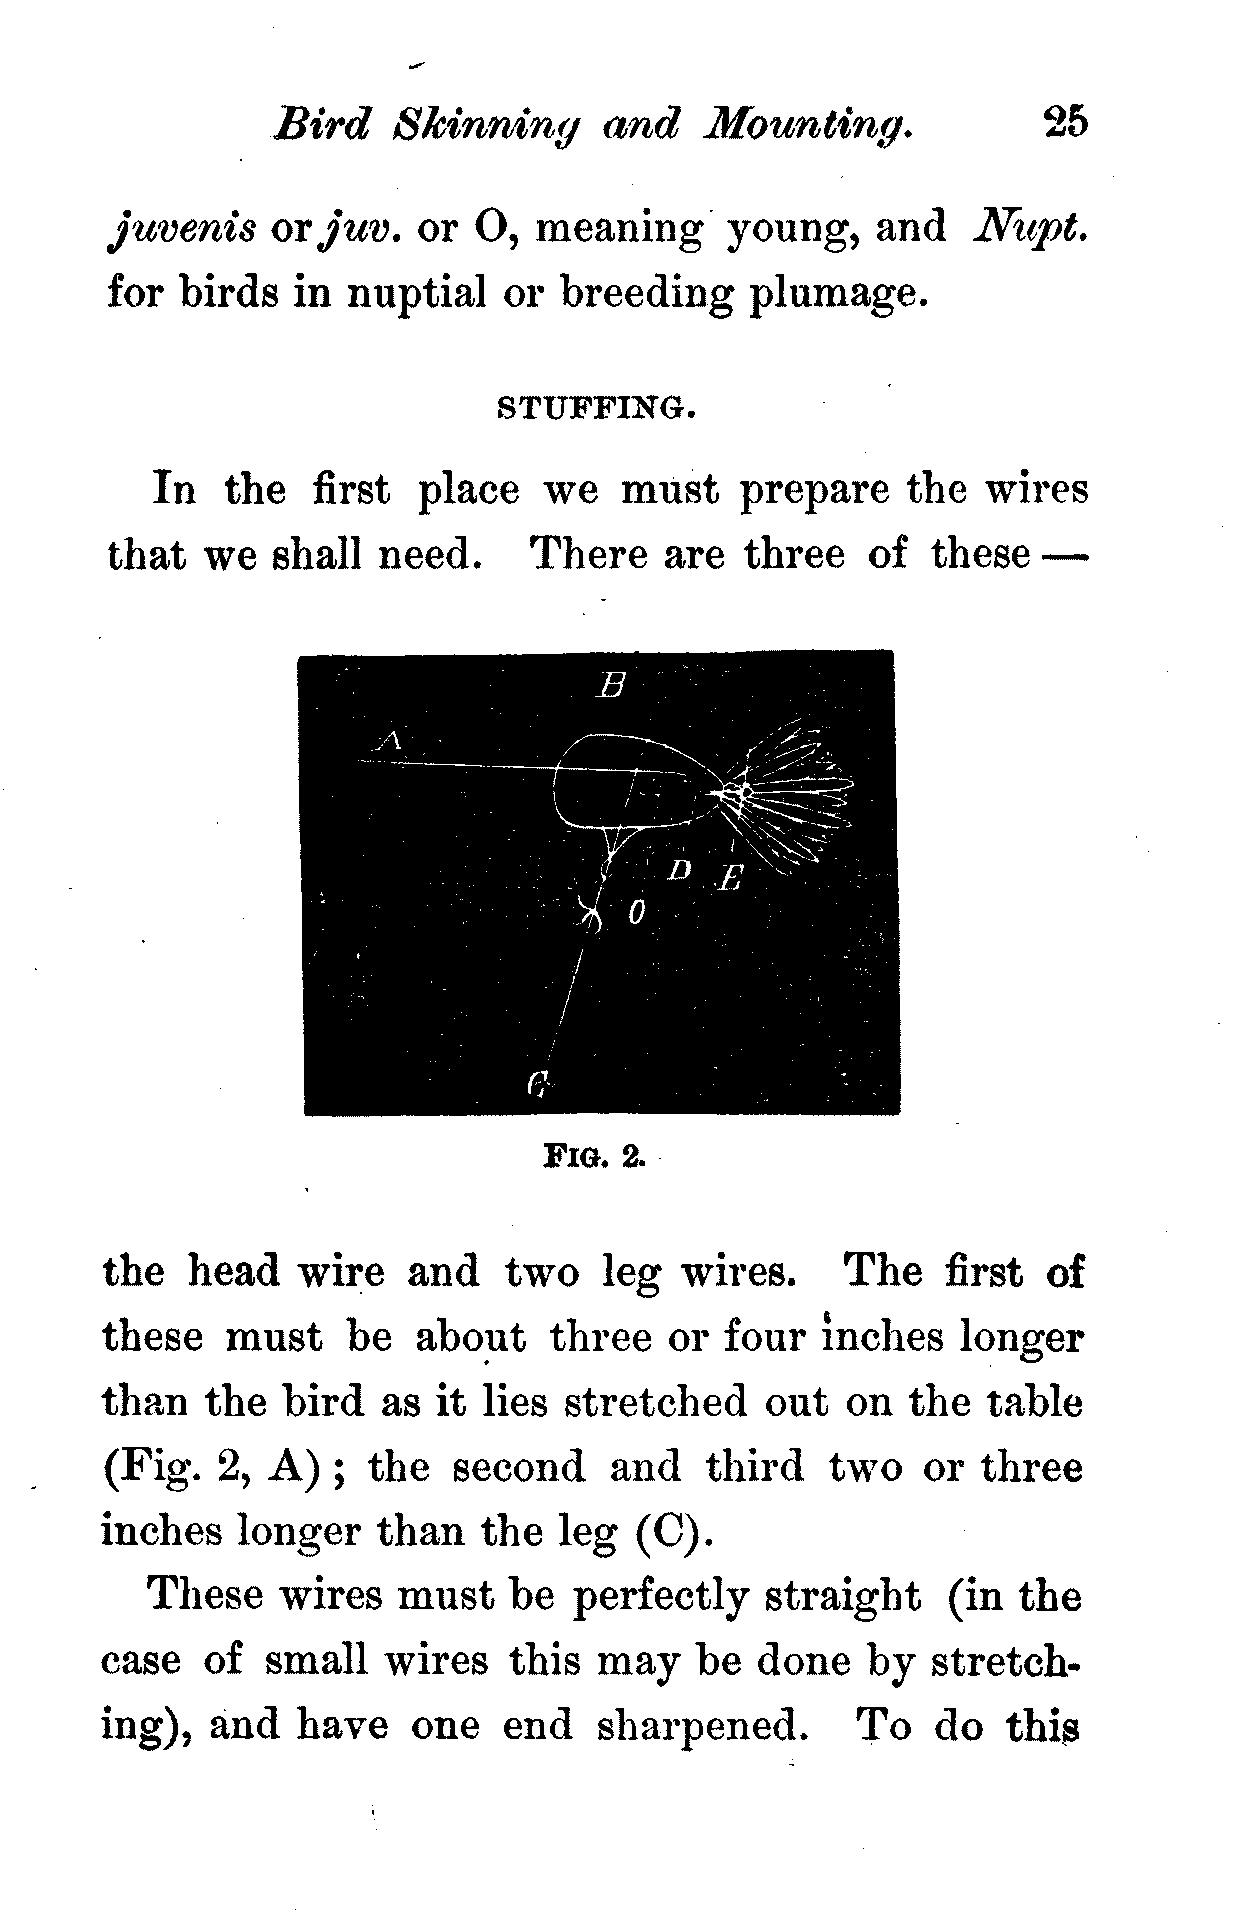 Bird Skinning and Mounting. 25
juvenis or juv. or O, meaning young, and Nupt.
for birds in nuptial or breeding plumage.
STUFFING.
In the first place we must prepare the wires
that we shall need. There are three of these —
B
A
D E
O
G
FIG. 2.
the head wire and two leg wires. The first of
these must be about three or four inches longer
than the bird as it lies stretched out on the table
(Fig. 2, A); the second and third two or three
inches longer than the leg (C).
These wires must be perfectly straight (in the
case of small wires this may be done by stretch-
ing), and have one end sharpened. To do this